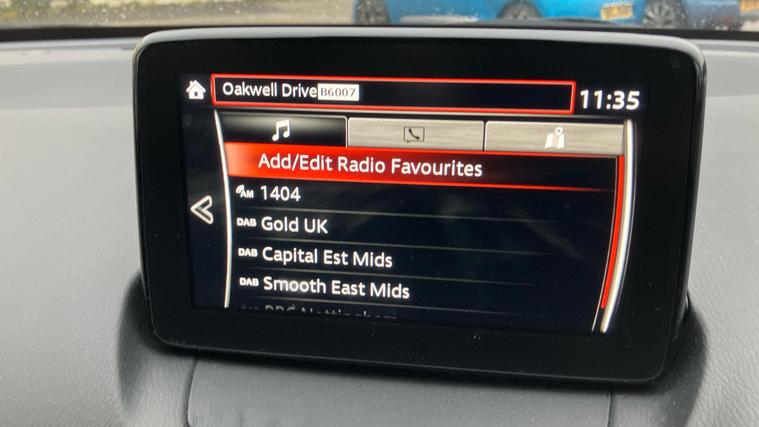 Oakwell Drive B6007
11:35
Add/Edit Radio Favourites
AM 1404
DAB Gold UK
DAB Capital Est Mids
DAB Smooth East Mids